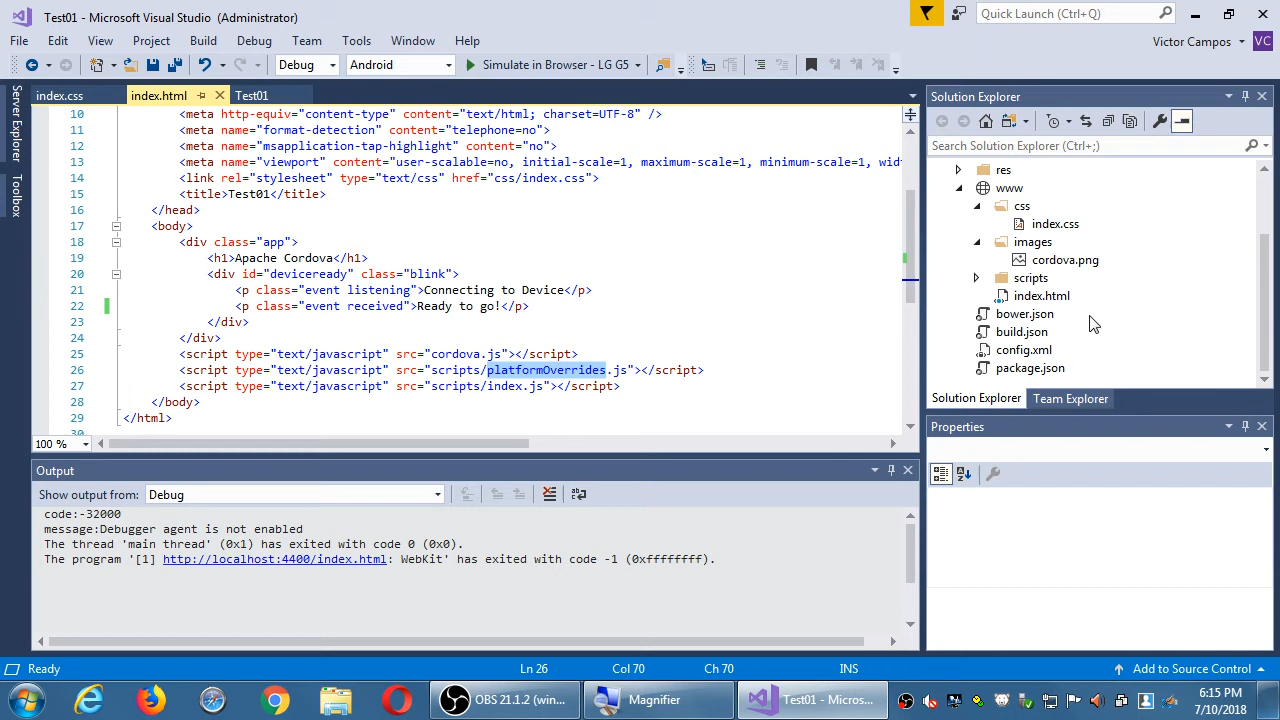 Test01 - Microsoft Visual Studio (Administrator)
Quick Launch (Ctrl+Q)
File Edit View Project Build Debug Team Tools Window Help
Victor Campos VC
Debug Android Simulate in Browser - LG G5
Server Explorer
Toolbox
index.css index.html Test01
10 <meta http-equiv="content-type" content="text/html; charset=UTF-8" />
11 <meta name="format-detection" content="telephone=no">
12 <meta name="msapplication-tap-highlight" content="no">
13 <meta name="viewport" content="user-scalable=no, initial-scale=1, maximum-scale=1, minimum-scale=1, widt
14 <link rel="stylesheet" type="text/css" href="css/index.css">
15 <title>Test01</title>
16 </head>
17 <body>
18 <div class="app">
19 <h1>Apache Cordova</h1>
20 <div id="deviceready" class="blink">
21 <p class="event listening">Connecting to Device</p>
22 <p class="event received">Ready to go!</p>
23 </div>
24 </div>
25 <script type="text/javascript" src="cordova.js"></script>
26 <script type="text/javascript" src="scripts/platformOverrides.js"></script>
27 <script type="text/javascript" src="scripts/index.js"></script>
28 </body>
29 </html>
30
100 %
Solution Explorer
Search Solution Explorer (Ctrl+;)
res
www
css
index.css
images
cordova.png
scripts
index.html
bower.json
build.json
config.xml
package.json
Solution Explorer Team Explorer
Properties
Output
Show output from: Debug
code:-32000
message:Debugger agent is not enabled
The thread 'main thread' (0x1) has exited with code 0 (0x0).
The program '[1] http://localhost:4400/index.html: WebKit' has exited with code -1 (0xffffffff).
Ready Ln 26 Col 70 Ch 70 INS Add to Source Control
OBS 21.1.2 (win... Magnifier Test01 - Micros...
6:15 PM
7/10/2018